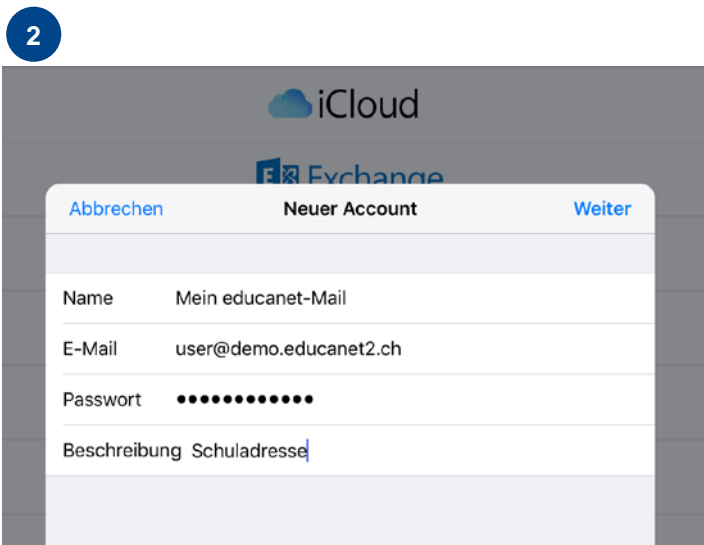 2
iCloud
Exchange
Abbrechen Neuer Account Weiter
Name Mein educanet-Mail
E-Mail user@demo.educanet2.ch
Passwort ••••••••••••
Beschreibung Schuladresse